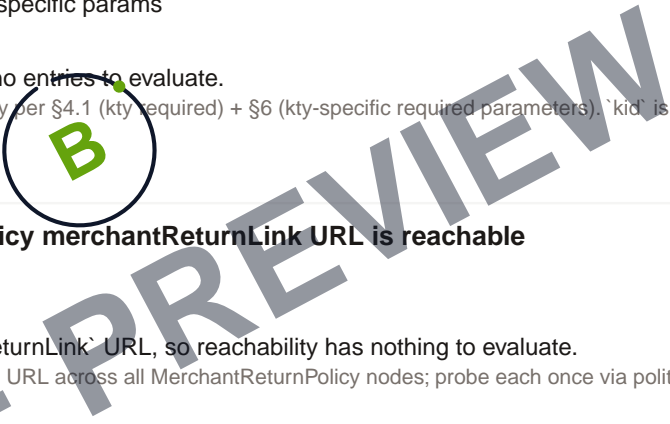 specific params
no entries to evaluate.
y per §4.1 (kty required) + §6 (kty-specific required parameters). `kid` is
B
icy merchantReturnLink URL is reachable
eturnLink` URL, so reachability has nothing to evaluate.
URL across all MerchantReturnPolicy nodes; probe each once via polit
PREVIEW